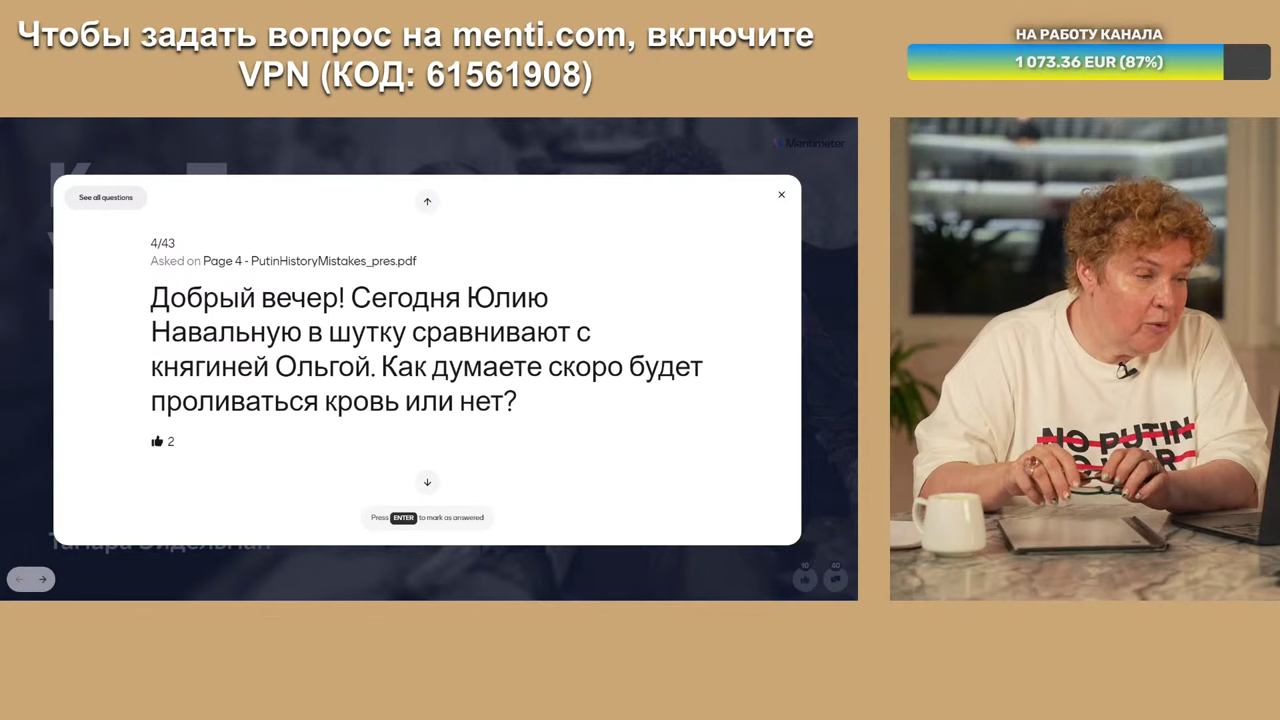 Чтобы задать вопрос на menti.com, включите
VPN (КОД: 61561908)
НА РАБОТУ КАНАЛА
1 073.36 EUR (87%)
Mentimeter
See all questions
4/43
Asked on Page 4 - PutinHistoryMistakes_pres.pdf
Добрый вечер! Сегодня Юлию
Навальную в шутку сравнивают с
княгиней Ольгой. Как думаете скоро будет
проливаться кровь или нет?
2
Press ENTER to mark as answered
10
40
NO PUTIN